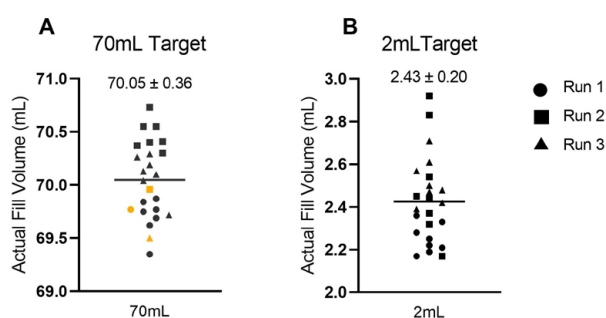 A
70mL Target
70.05 ± 0.36
Actual Fill Volume (mL)
71.0
70.5
70.0
69.5
69.0
70mL
B
2mLTarget
2.43 ± 0.20
Actual Fill Volume (mL)
3.0
2.8
2.6
2.4
2.2
2.0
2mL
Run 1
Run 2
Run 3